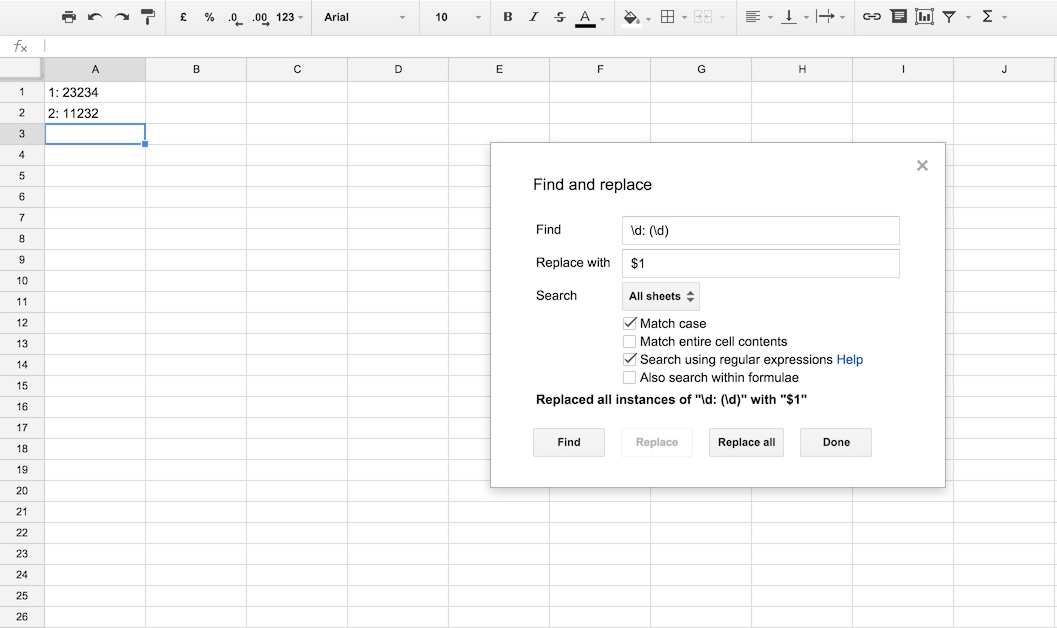 £ % .0 .00 123 Arial 10 B I S A Σ
fx
A B C D E F G H I J
1 1: 23234
2 2: 11232
3
4
5
6
7
8
9
10
11
12
13
14
15
16
17
18
19
20
21
22
23
24
25
26
Find and replace
Find \d: (\d)
Replace with $1
Search All sheets
Match case
Match entire cell contents
Search using regular expressions Help
Also search within formulae
Replaced all instances of "\d: (\d)" with "$1"
Find Replace Replace all Done